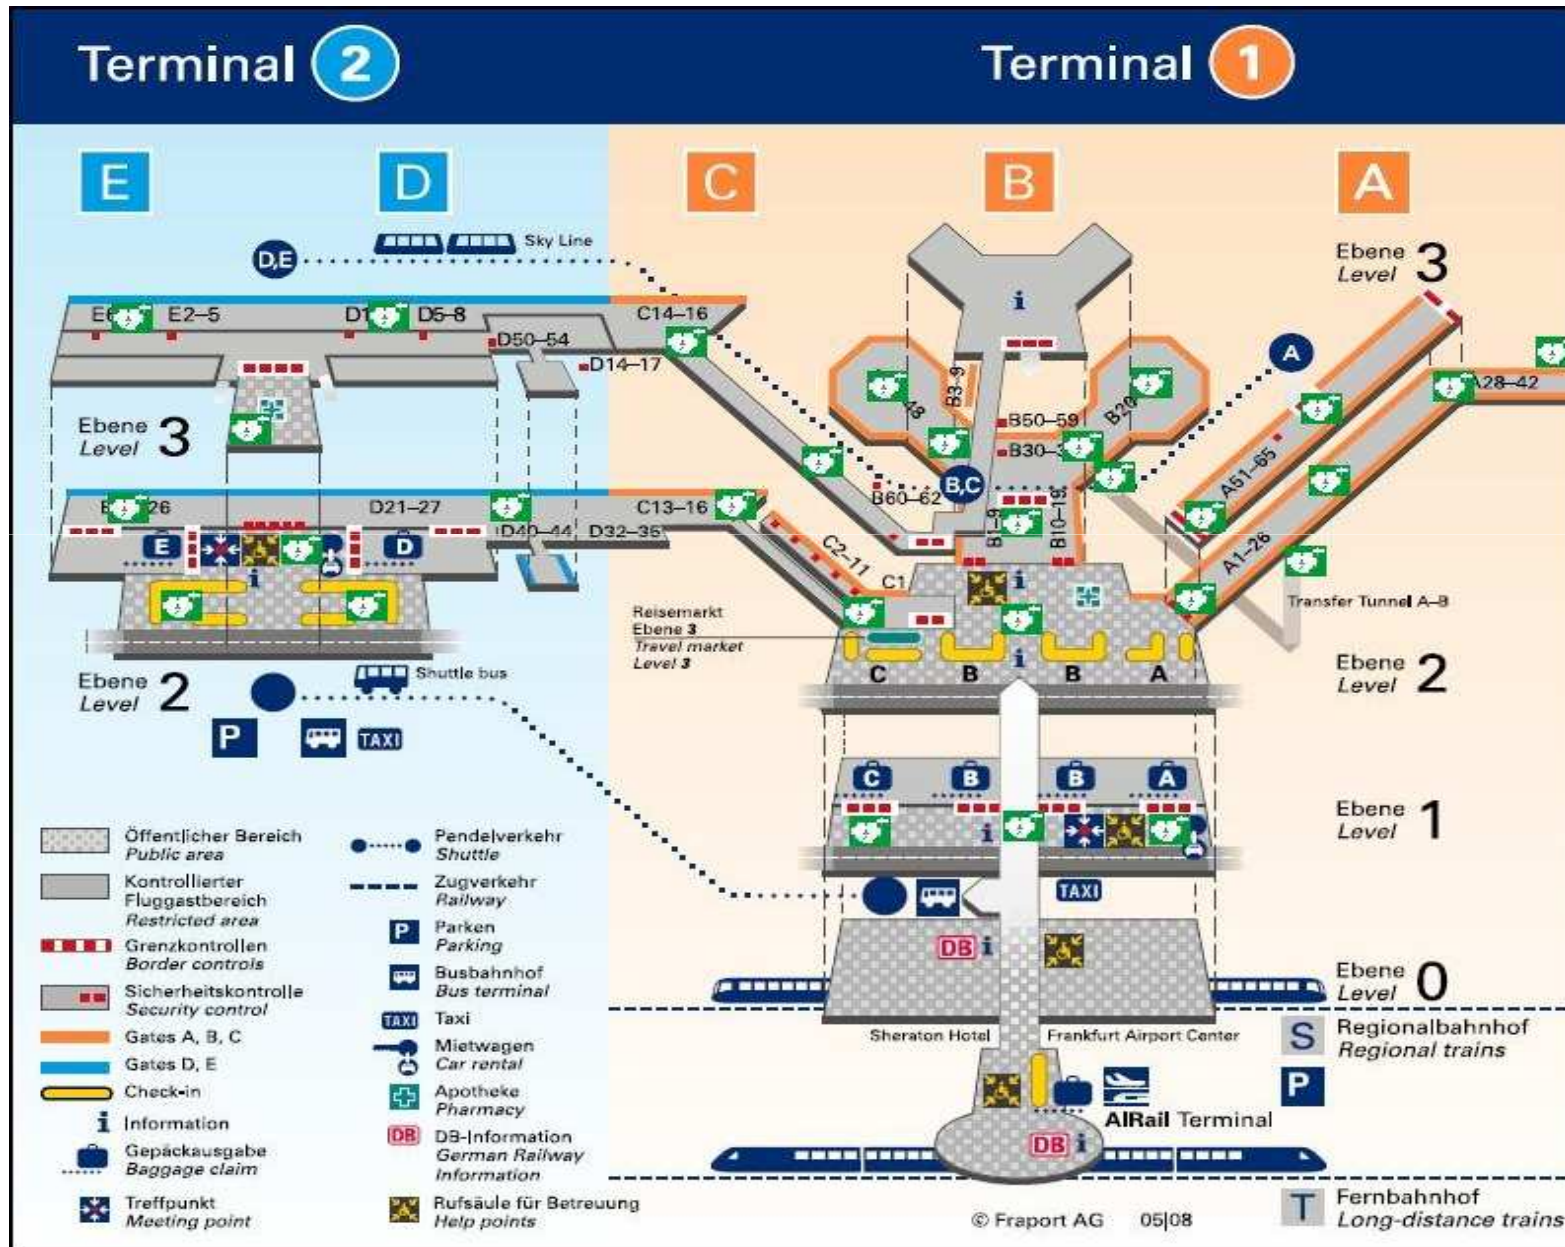 Terminal 2
Terminal 1
E
D
C
B
A
Sky Line
D,E
Ebene
Level 3
E2–5
D5–8
C14–16
D50–54
D14–17
B3–9
B50–59
A
A28–42
A51–65
Ebene
Level 3
B60–62
B,C
D21–27
C13–16
D40–44
D32–35
B1–9
B10–19
A1–26
E
D
i
C2–11
C1
i
Reisemarkt
Ebene 3
Travel market
Level 3
Transfer Tunnel A–B
i
C
B
B
A
Ebene
Level 2
Ebene
Level 2
Shuttle bus
P
TAXI
C
B
B
A
i
Ebene
Level 1
TAXI
DB i
Ebene
Level 0
Sheraton Hotel
Frankfurt Airport Center
S Regionalbahnhof
Regional trains
P
AIRail Terminal
DB i
T Fernbahnhof
Long-distance trains
© Fraport AG 05|08
Öffentlicher Bereich
Public area
Kontrollierter
Fluggastbereich
Restricted area
Grenzkontrollen
Border controls
Sicherheitskontrolle
Security control
Gates A, B, C
Gates D, E
Check-in
i Information
Gepäckausgabe
Baggage claim
Treffpunkt
Meeting point
Pendelverkehr
Shuttle
Zugverkehr
Railway
P Parken
Parking
Busbahnhof
Bus terminal
TAXI Taxi
Mietwagen
Car rental
Apotheke
Pharmacy
DB DB-Information
German Railway
Information
Rufsäule für Betreuung
Help points